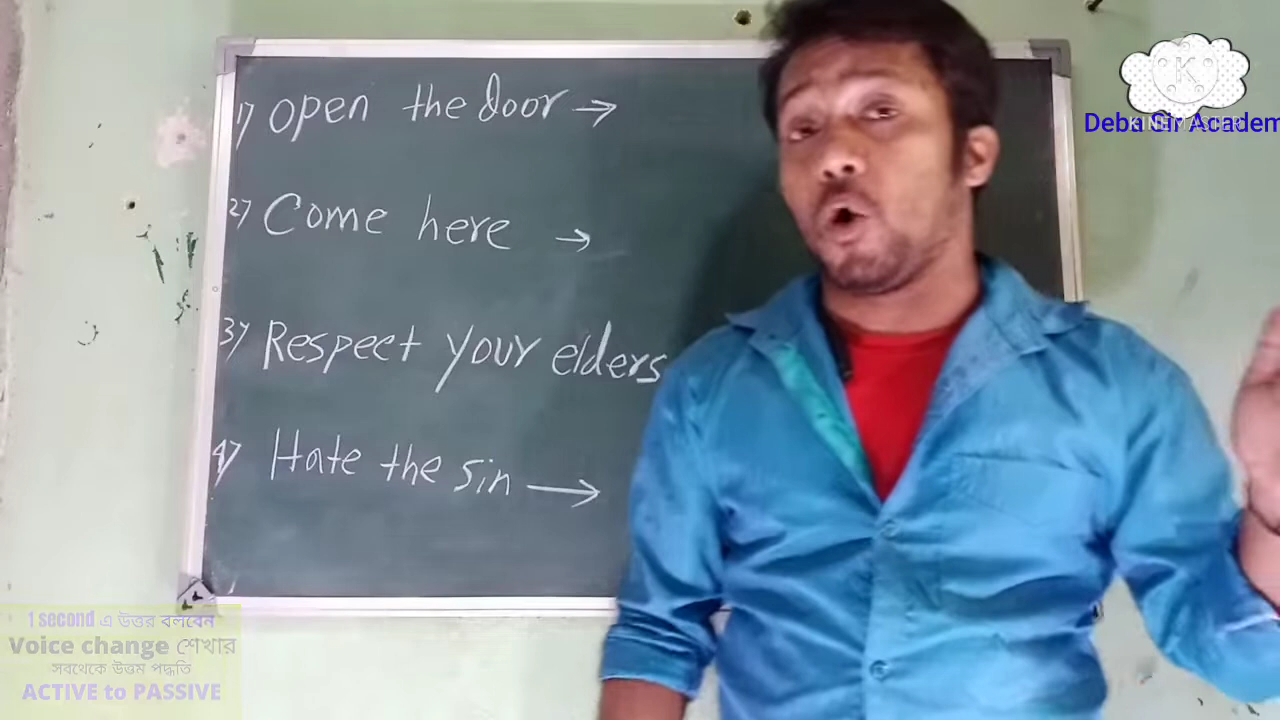 1) open the door →
2) Come here →
3) Respect your elders
4) Hate the sin →
K
KINEMASTER
Deba Sir Academ
1 second এ উত্তর বলবেন
Voice change শেখার
সবথেকে উত্তম পদ্ধতি
ACTIVE to PASSIVE